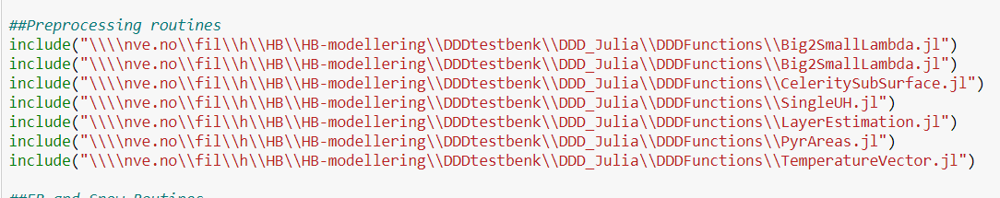 ##Preprocessing routines
include("\\\\nve.no\\fil\\h\\HB\\HB-modellering\\DDDtestbenk\\DDD_Julia\\DDDFunctions\\Big2SmallLambda.jl")
include("\\\\nve.no\\fil\\h\\HB\\HB-modellering\\DDDtestbenk\\DDD_Julia\\DDDFunctions\\Big2SmallLambda.jl")
include("\\\\nve.no\\fil\\h\\HB\\HB-modellering\\DDDtestbenk\\DDD_Julia\\DDDFunctions\\CeleritySubSurface.jl")
include("\\\\nve.no\\fil\\h\\HB\\HB-modellering\\DDDtestbenk\\DDD_Julia\\DDDFunctions\\SingleUH.jl")
include("\\\\nve.no\\fil\\h\\HB\\HB-modellering\\DDDtestbenk\\DDD_Julia\\DDDFunctions\\LayerEstimation.jl")
include("\\\\nve.no\\fil\\h\\HB\\HB-modellering\\DDDtestbenk\\DDD_Julia\\DDDFunctions\\PyrAreas.jl")
include("\\\\nve.no\\fil\\h\\HB\\HB-modellering\\DDDtestbenk\\DDD_Julia\\DDDFunctions\\TemperatureVector.jl")
and Snow Routines